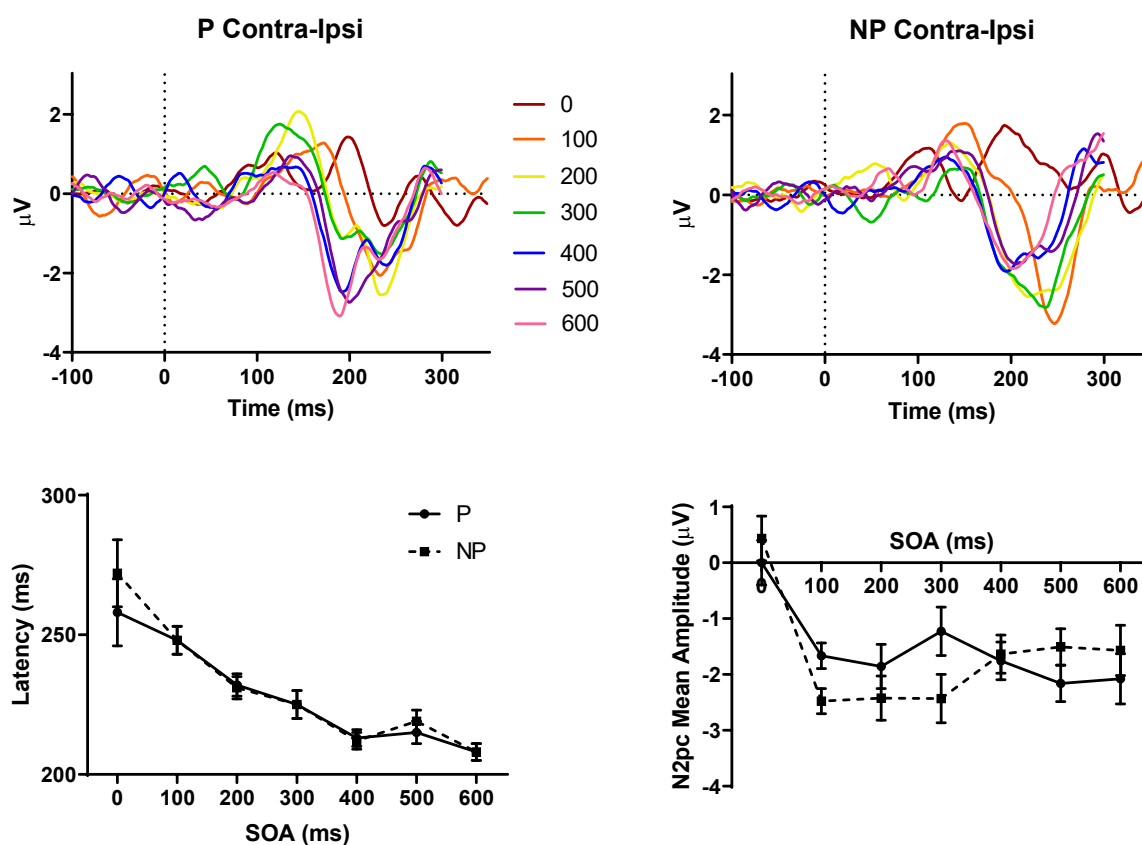 P Contra-Ipsi
NP Contra-Ipsi
2
0
-2
-4
μV
-100 0 100 200 300
Time (ms)
0
100
200
300
400
500
600
2
0
-2
-4
μV
-100 0 100 200 300
Time (ms)
300
250
200
Latency (ms)
P
NP
0 100 200 300 400 500 600
SOA (ms)
1
0
-1
-2
-3
-4
N2pc Mean Amplitude (μV)
SOA (ms)
0 100 200 300 400 500 600